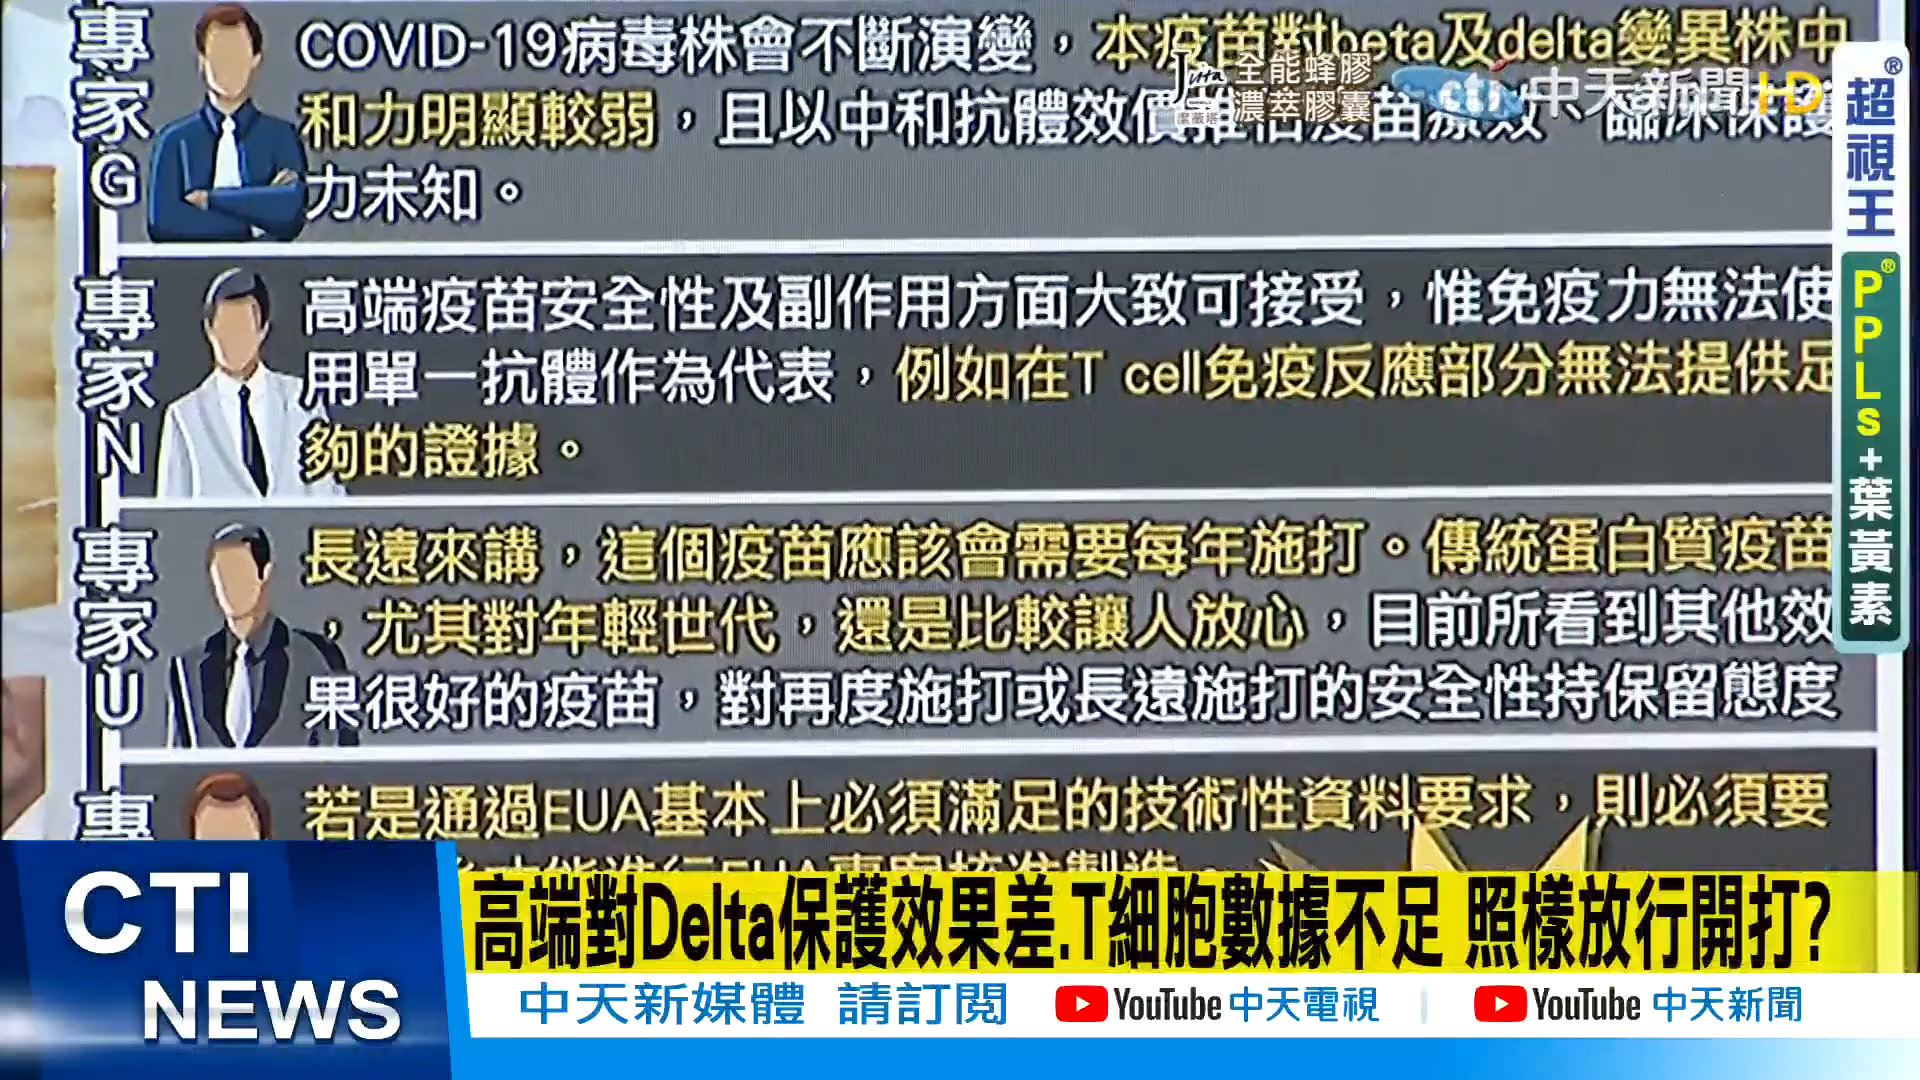 專家G
COVID-19病毒株會不斷演變，本疫苗對beta及delta變異株中
和力明顯較弱，且以中和抗體效價推估疫苗療效、臨床保護
力未知。
Jvita
潔薇塔
全能蜂膠
濃萃膠囊
cti 中天新聞HD
專家N
高端疫苗安全性及副作用方面大致可接受，惟免疫力無法使
用單一抗體作為代表，例如在T cell免疫反應部分無法提供足
夠的證據。
專家U
長遠來講，這個疫苗應該會需要每年施打。傳統蛋白質疫苗
，尤其對年輕世代，還是比較讓人放心，目前所看到其他效
果很好的疫苗，對再度施打或長遠施打的安全性持保留態度
專
若是通過EUA基本上必須滿足的技術性資料要求，則必須要
超視王®
PPLs®+葉黃素
CTI
NEWS
高端對Delta保護效果差.T細胞數據不足 照樣放行開打?
中天新媒體 請訂閱 YouTube 中天電視 | YouTube 中天新聞